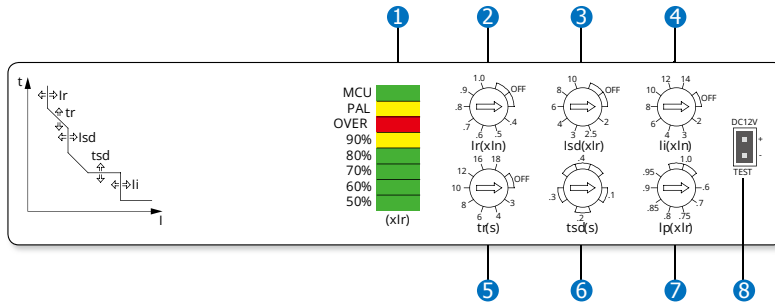 1 2 3 4
t
Ir
tr
Isd
tsd
Ii
I
MCU
PAL
OVER
90%
80%
70%
60%
50%
(xIr)
1.0
.9 OFF
.8 .4
.7 .6 .5
Ir(xIn)
10
8 OFF
6 2
4 3 2.5
Isd(xIr)
12 14
10 OFF
8 2
6 4 3
Ii(xIn)
DC12V
+
-
TEST
16 18
12 OFF
10 3
8 6 4
tr(s)
.4
.3 .1
.2
tsd(s)
.95 1.0
.9 .6
.85 .8 .75 .7
Ip(xIr)
5 6 7 8